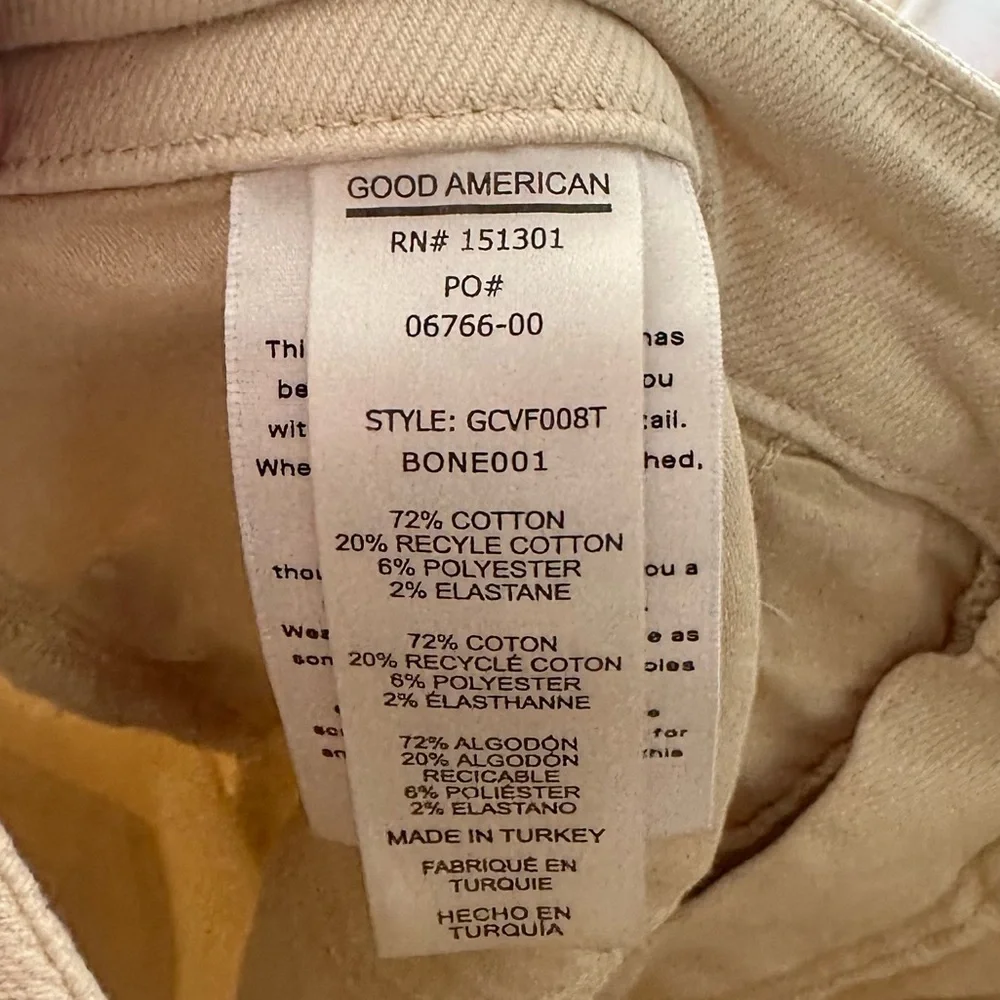 GOOD AMERICAN
RN# 151301
PO#
06766-00
STYLE: GCVF008T
BONE001
72% COTTON
20% RECYLE COTTON
6% POLYESTER
2% ELASTANE
72% COTON
20% RECYCLÉ COTON
6% POLYESTER
2% ÉLASTHANNE
72% ALGODÓN
20% ALGODÓN
RECICABLE
6% POLIÉSTER
2% ELASTANO
MADE IN TURKEY
FABRIQUÉ EN
TURQUIE
HECHO EN
TURQUÍA